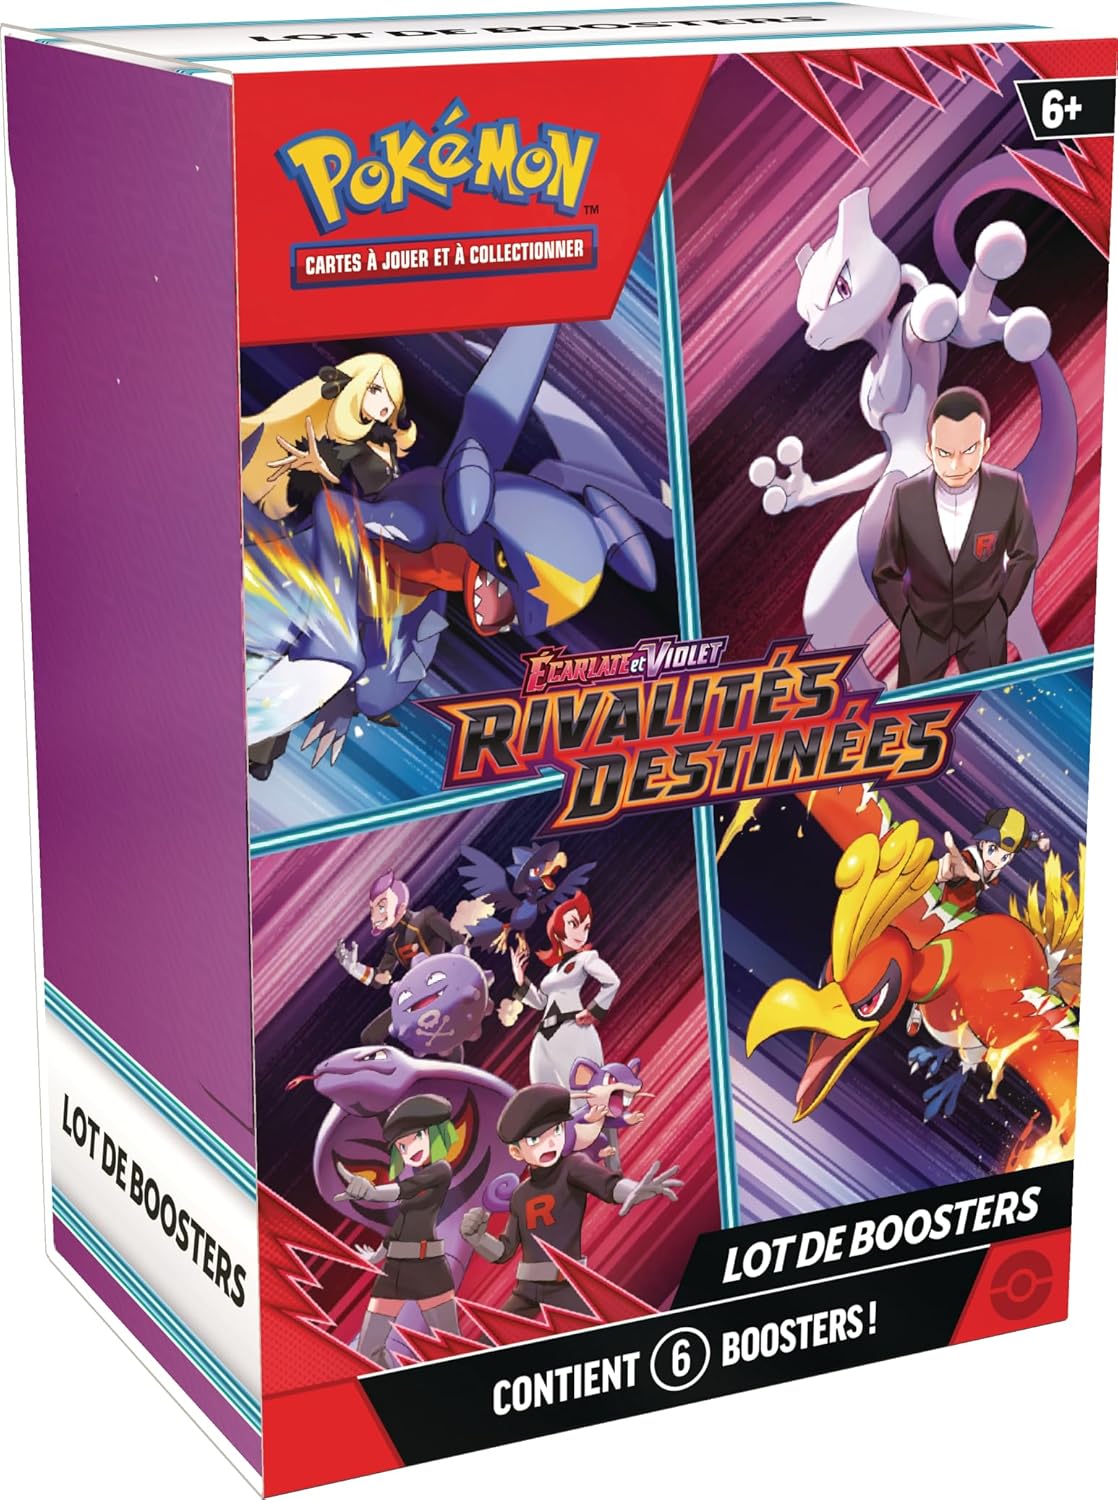 LOT DE BOOSTERS
6+
POKÉMON™
CARTES À JOUER ET À COLLECTIONNER
R
ÉCARLATE et VIOLET
RIVALITÉS
DESTINÉES
R
LOT DE BOOSTERS
LOT DE BOOSTERS
CONTIENT 6 BOOSTERS !